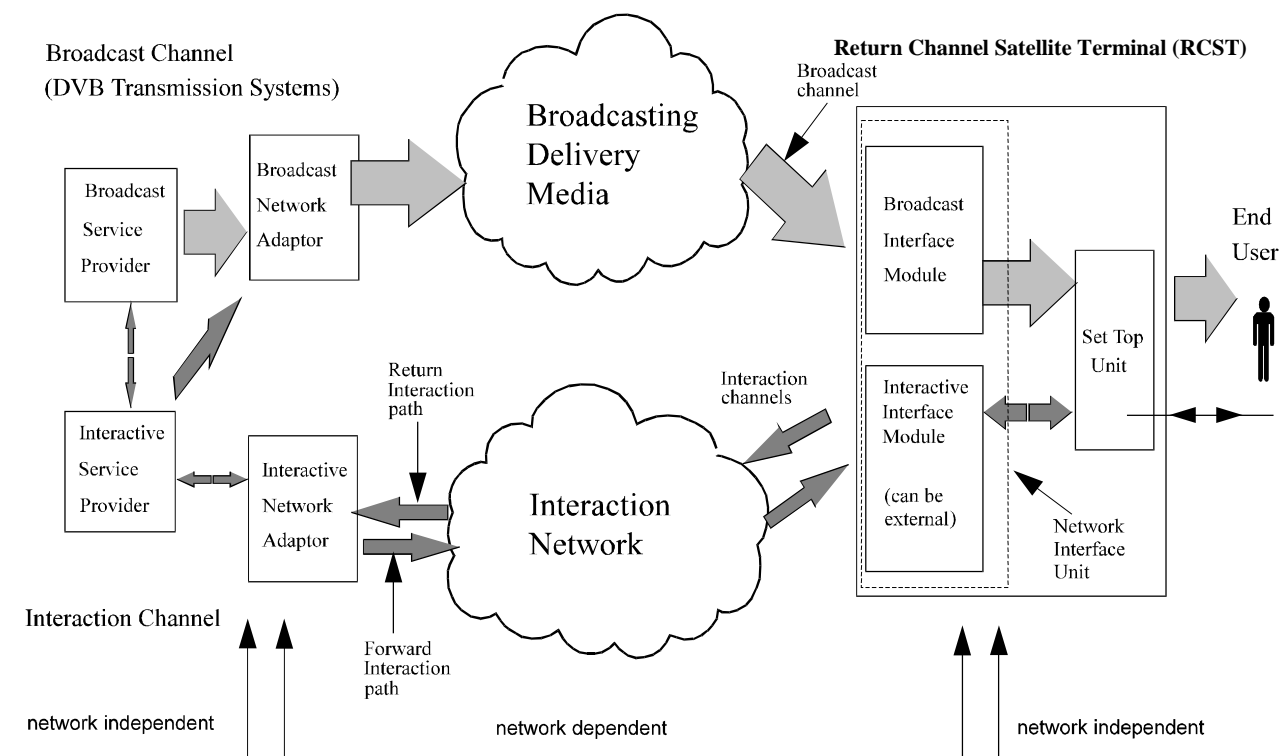 Broadcast Channel
(DVB Transmission Systems)
Return Channel Satellite Terminal (RCST)
Broadcast
channel
Broadcasting
Delivery
Media
Broadcast
Network
Adaptor
Broadcast
Service
Provider
Broadcast
Interface
Module
End
User
Set Top
Unit
Return
Interaction
path
Interaction
channels
Interactive
Interface
Module
(can be
external)
Interactive
Service
Provider
Interactive
Network
Adaptor
Interaction
Network
Network
Interface
Unit
Interaction Channel
Forward
Interaction
path
network independent
network dependent
network independent